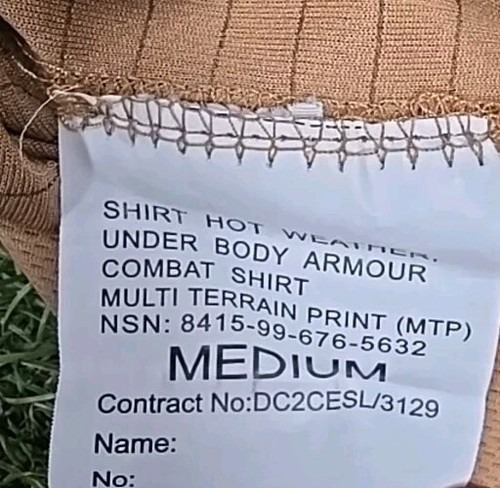 SHIRT HOT WEATHER.
UNDER BODY ARMOUR
COMBAT SHIRT
MULTI TERRAIN PRINT (MTP)
NSN: 8415-99-676-5632
MEDIUM
Contract No:DC2CESL/3129
Name:
No: